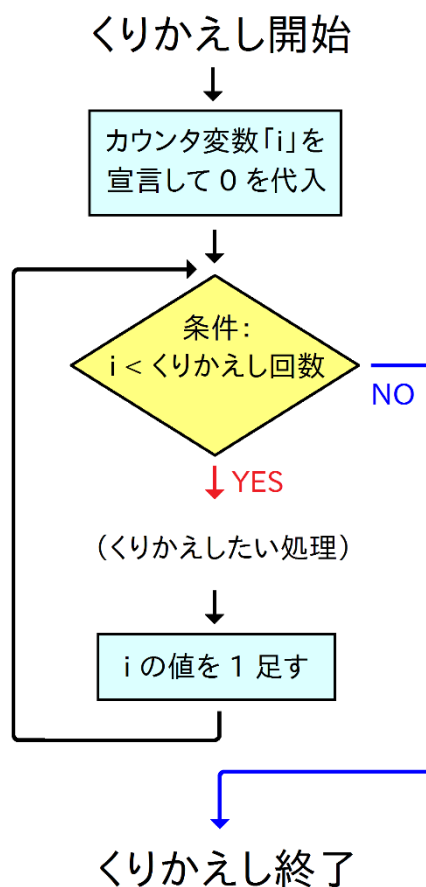 くりかえし開始
カウンタ変数「i」を
宣言して 0 を代入
条件:
i < くりかえし回数
NO
YES
(くりかえしたい処理)
i の値を 1 足す
くりかえし終了